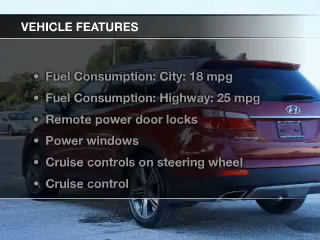 VEHICLE FEATURES
• Fuel Consumption: City: 18 mpg
• Fuel Consumption: Highway: 25 mpg
• Remote power door locks
• Power windows
• Cruise controls on steering wheel
• Cruise control